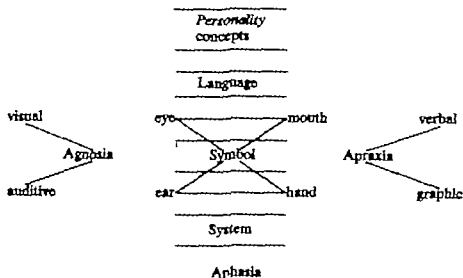 Personality
concepts
Language
visual
eye
mouth
verbal
Agnosia
Symbol
Apraxia
auditive
ear
hand
graphic
System
Aphasia